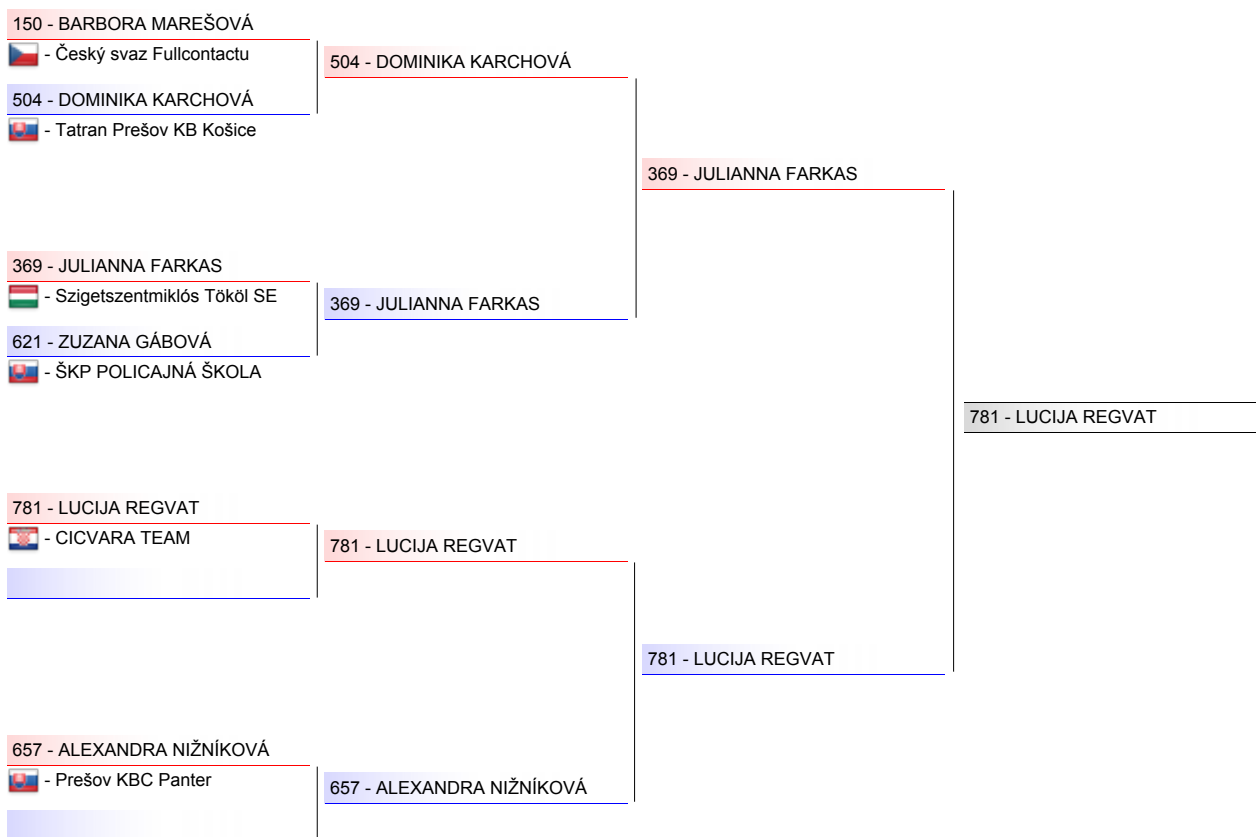 150 - BARBORA MAREŠOVÁ
- Český svaz Fullcontactu
504 - DOMINIKA KARCHOVÁ
- Tatran Prešov KB Košice
369 - JULIANNA FARKAS
- Szigetszentmiklós Tököl SE
621 - ZUZANA GÁBOVÁ
- ŠKP POLICAJNÁ ŠKOLA
781 - LUCIJA REGVAT
- CICVARA TEAM
657 - ALEXANDRA NIŽNÍKOVÁ
- Prešov KBC Panter
504 - DOMINIKA KARCHOVÁ
369 - JULIANNA FARKAS
781 - LUCIJA REGVAT
657 - ALEXANDRA NIŽNÍKOVÁ
369 - JULIANNA FARKAS
781 - LUCIJA REGVAT
781 - LUCIJA REGVAT